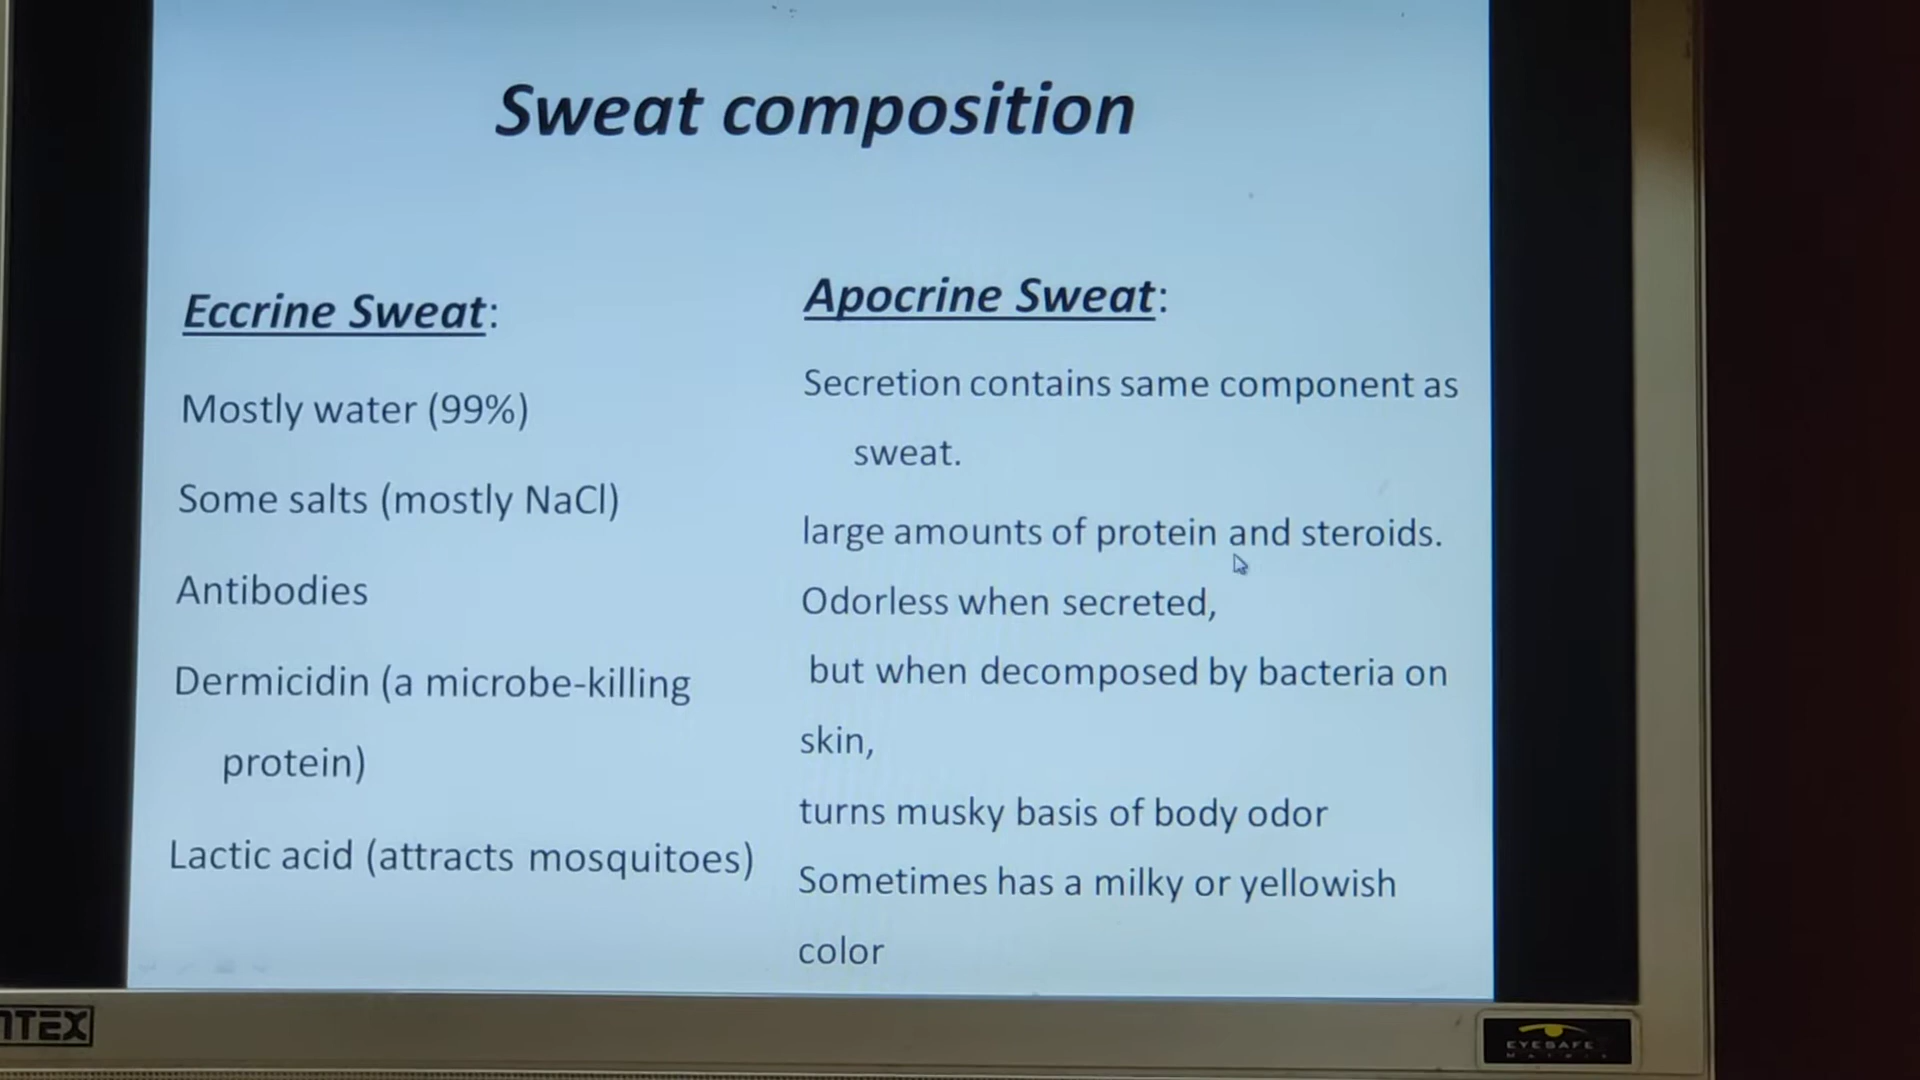 Sweat composition
Eccrine Sweat:
Mostly water (99%)
Some salts (mostly NaCl)
Antibodies
Dermicidin (a microbe-killing
protein)
Lactic acid (attracts mosquitoes)
Apocrine Sweat:
Secretion contains same component as
sweat.
large amounts of protein and steroids.
Odorless when secreted,
but when decomposed by bacteria on
skin,
turns musky basis of body odor
Sometimes has a milky or yellowish
color
NTEX
EYESAFE